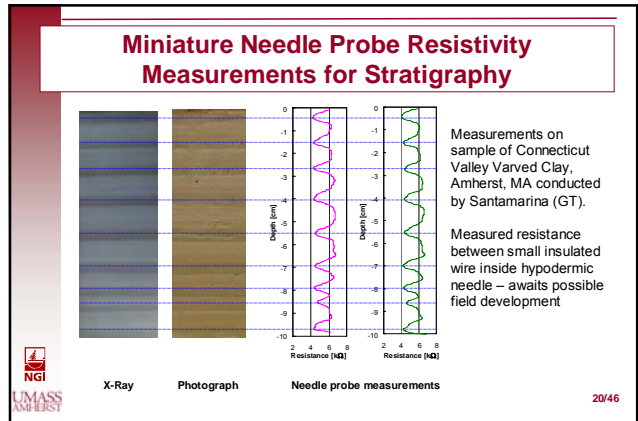 Miniature Needle Probe Resistivity
Measurements for Stratigraphy
0
-1
-2
-3
-4
-5
-6
-7
-8
-9
-10
Depth [cm]
2 4 6 8
Resistance [kΩ]
0
-1
-2
-3
-4
-5
-6
-7
-8
-9
-10
Depth [cm]
2 4 6 8
Resistance [kΩ]
Measurements on
sample of Connecticut
Valley Varved Clay,
Amherst, MA conducted
by Santamarina (GT).
Measured resistance
between small insulated
wire inside hypodermic
needle – awaits possible
field development
X-Ray
Photograph
Needle probe measurements
NGI
UMASS
AMHERST
20/46